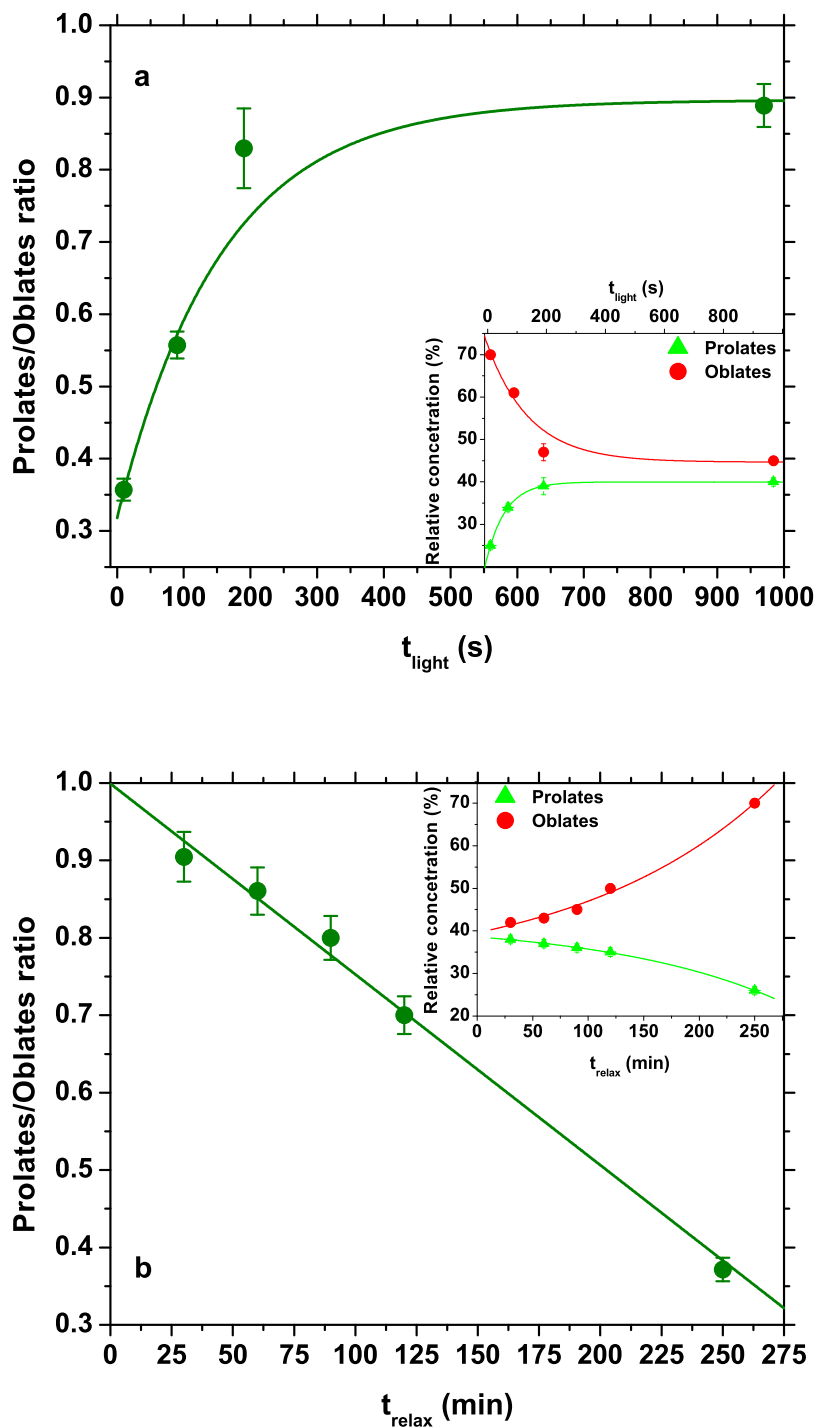 1.0
0.9
0.8
0.7
0.6
0.5
0.4
0.3
Prolates/Oblates ratio
a
0 100 200 300 400 500 600 700 800 900 1000
t_light (s)
t_light (s)
0 200 400 600 800
70
60
50
40
30
Relative concetration (%)
Prolates
Oblates
1.0
0.9
0.8
0.7
0.6
0.5
0.4
0.3
Prolates/Oblates ratio
b
0 25 50 75 100 125 150 175 200 225 250 275
t_relax (min)
70
60
50
40
30
20
Relative concetration (%)
Prolates
Oblates
0 50 100 150 200 250
t_relax (min)